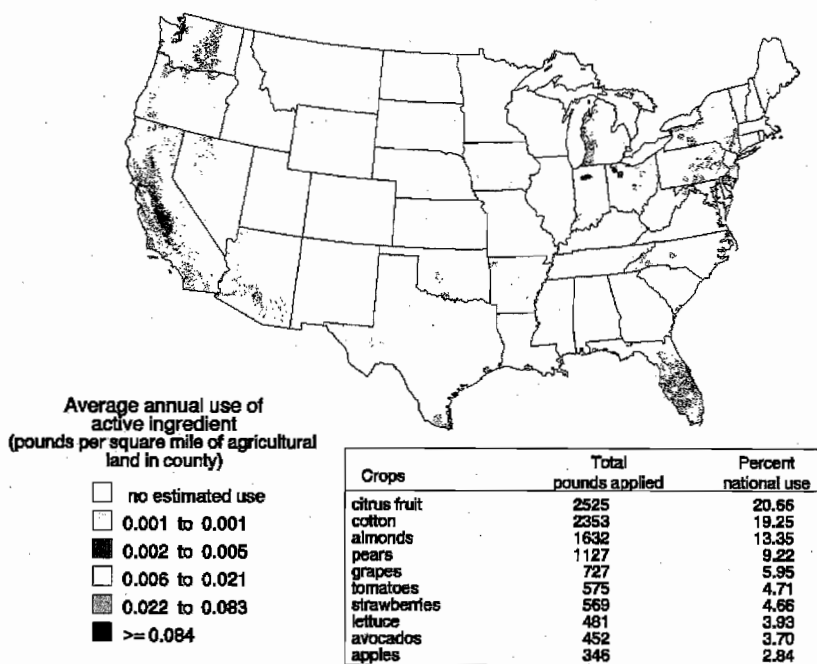 Average annual use of
active ingredient
(pounds per square mile of agricultural
land in county)
no estimated use
0.001 to 0.001
0.002 to 0.005
0.006 to 0.021
0.022 to 0.083
>= 0.084
Crops Total pounds applied Percent national use
citrus fruit 2525 20.66
cotton 2353 19.25
almonds 1632 13.35
pears 1127 9.22
grapes 727 5.95
tomatoes 575 4.71
strawberries 569 4.66
lettuce 481 3.93
avocados 452 3.70
apples 346 2.84